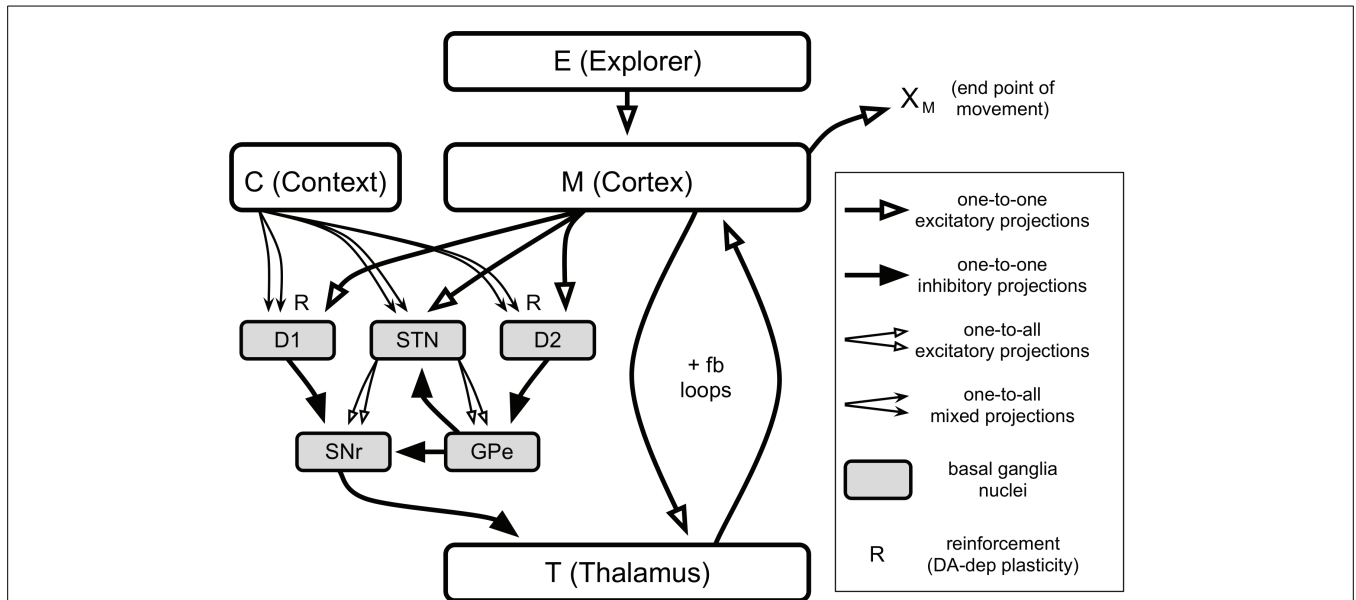 E (Explorer)
X M
(end point of
movement)
C (Context)
M (Cortex)
R
R
D1
STN
D2
+ fb
loops
SNr
GPe
T (Thalamus)
one-to-one
excitatory projections
one-to-one
inhibitory projections
one-to-all
excitatory projections
one-to-all
mixed projections
basal ganglia
nuclei
R
reinforcement
(DA-dep plasticity)